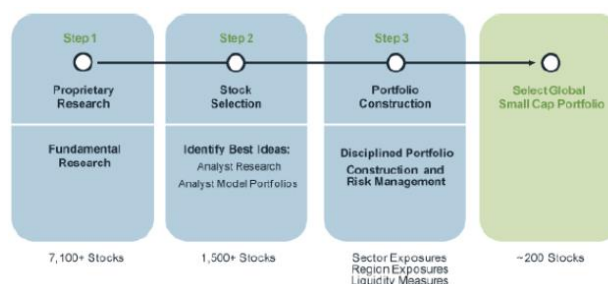 Step 1
Proprietary
Research
Fundamental
Research
7,100+ Stocks
Step 2
Stock
Selection
Identify Best Ideas:
Analyst Research
Analyst Model Portfolios
1,500+ Stocks
Step 3
Portfolio
Construction
Disciplined Portfolio
Construction and
Risk Management
Sector Exposures
Region Exposures
Liquidity Measures
Select Global
Small Cap Portfolio
~200 Stocks